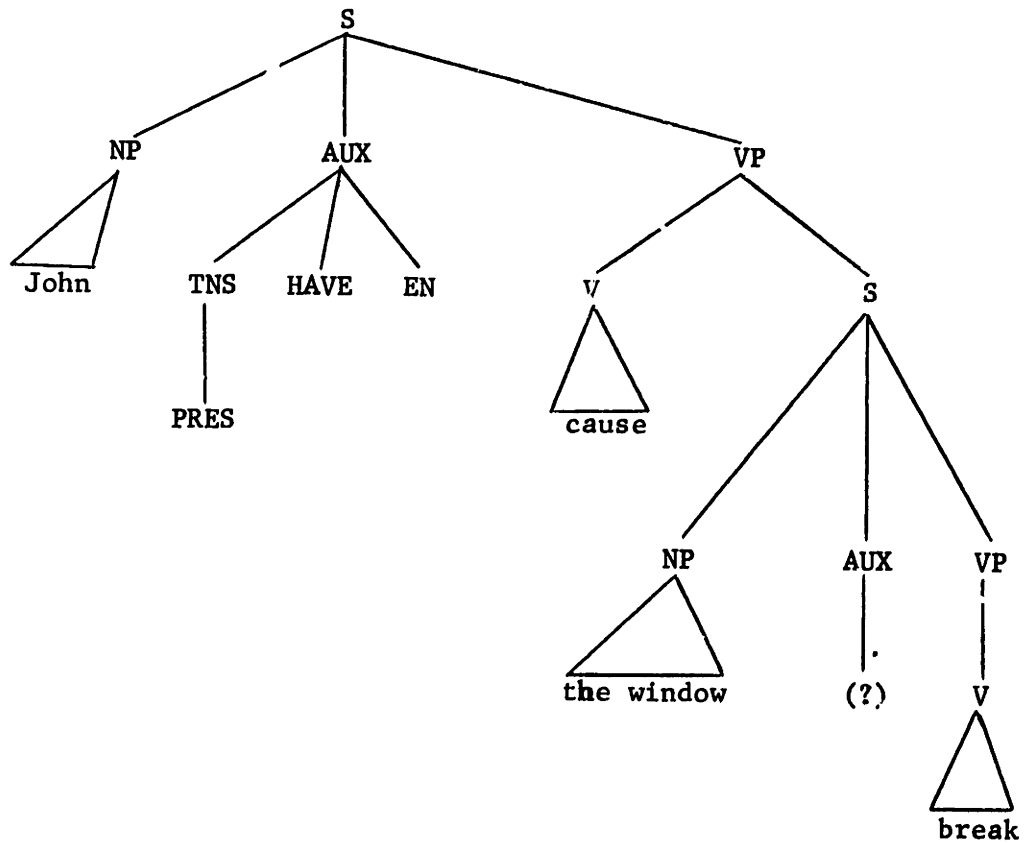 S
NP AUX VP
John TNS HAVE EN V S
PRES cause
NP AUX VP
the window (?) V
break